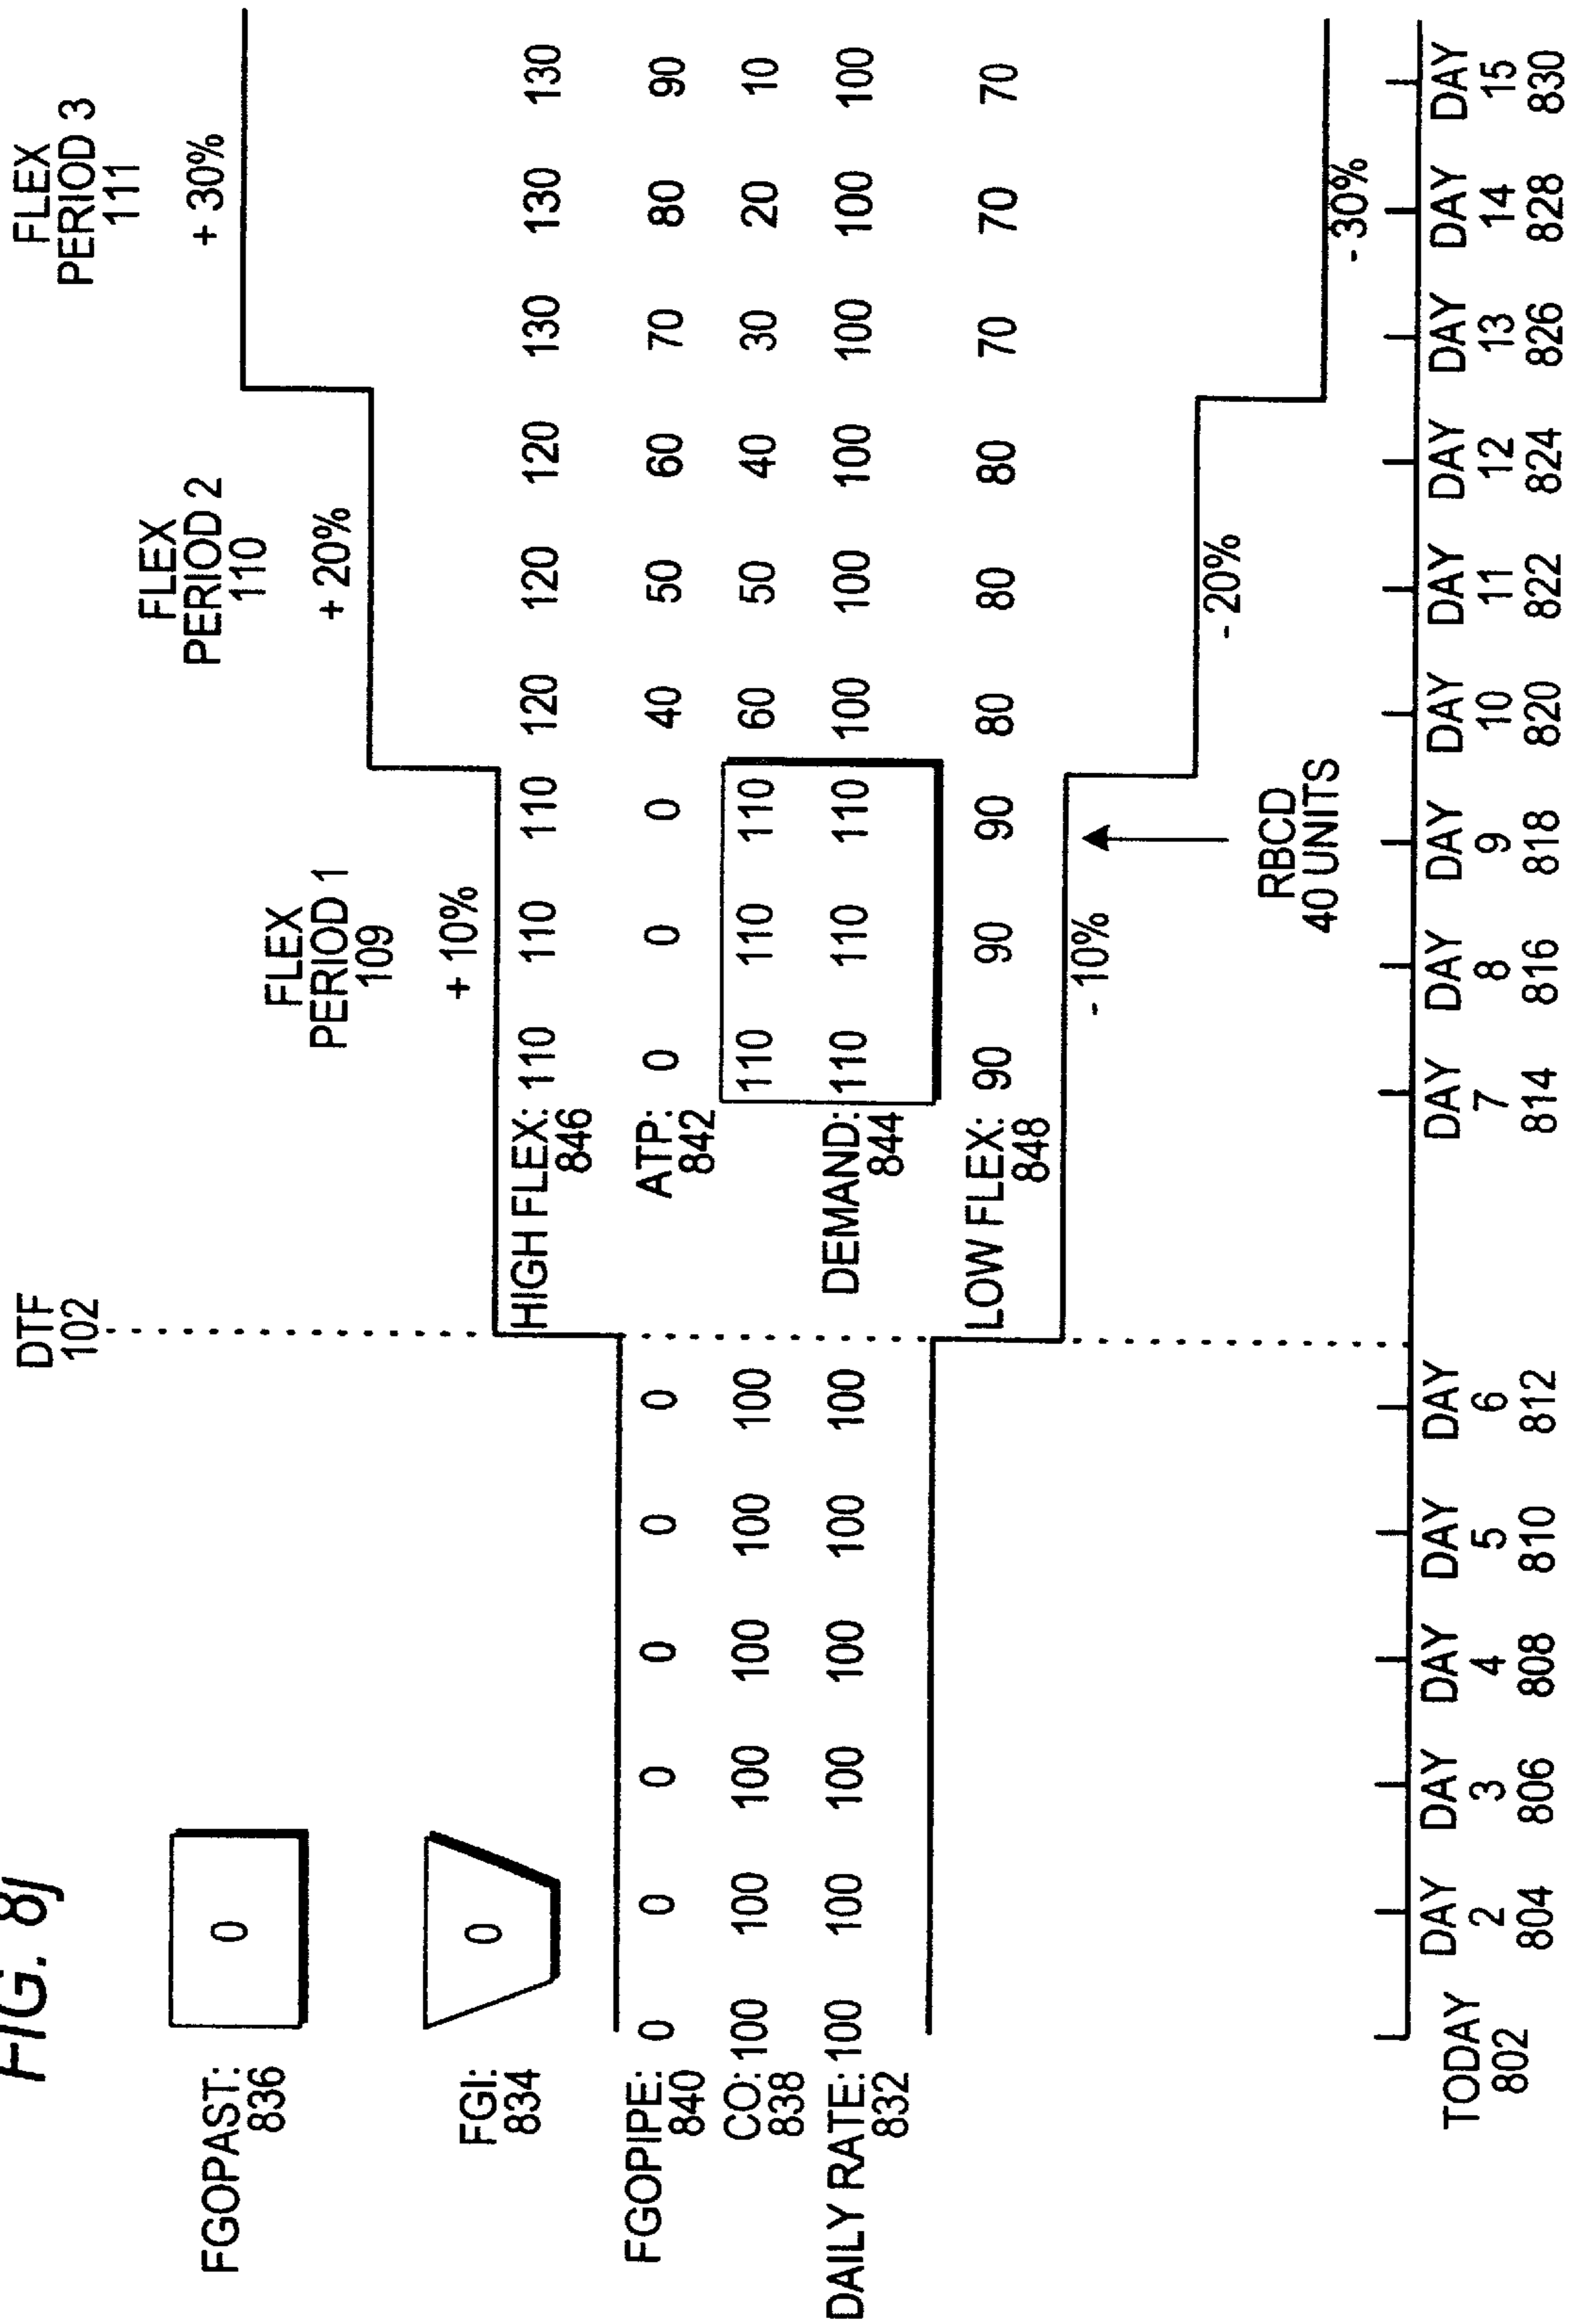 FIG. 8j
FGOPAST:
836
0
FGI:
834
0
DTF
102
FLEX
PERIOD 1
109
+ 10%
FLEX
PERIOD 2
110
+ 20%
FLEX
PERIOD 3
111
+ 30%
HIGH FLEX: 110 110 110 120 120 120 130 130 130
846
FGOPIPE: 0 0 0 0 0 0
840
ATP: 0 0 0 40 50 60 70 80 90
842
CO: 100 100 100 100 100 100 110 110 110 60 50 40 30 20 10
838
DAILY RATE: 100 100 100 100 100 100
832
DEMAND: 110 110 110 100 100 100 100 100 100
844
LOW FLEX: 90 90 90 80 80 80 70 70 70
848
- 10%
- 20%
- 30%
RBCD
40 UNITS
TODAY
802
DAY
2
804
DAY
3
806
DAY
4
808
DAY
5
810
DAY
6
812
DAY
7
814
DAY
8
816
DAY
9
818
DAY
10
820
DAY
11
822
DAY
12
824
DAY
13
826
DAY
14
828
DAY
15
830